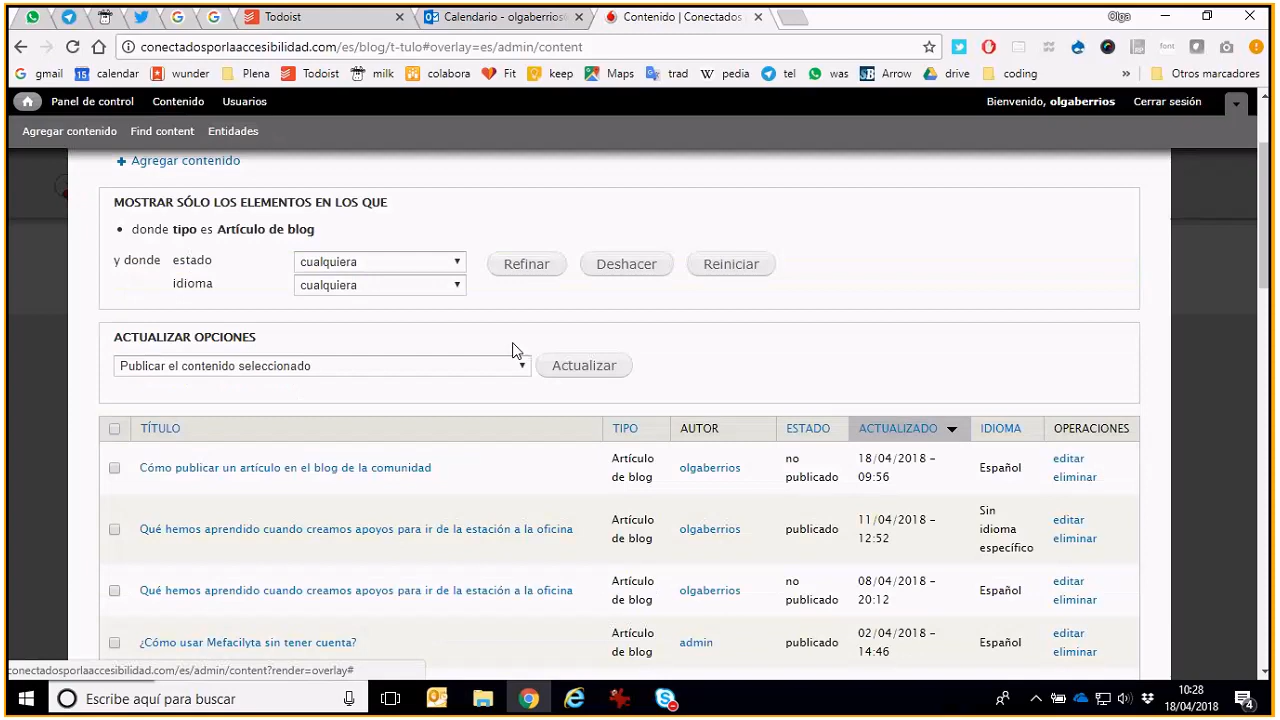 Todoist × Calendario - olgaberrios × Contenido | Conectados × Olga
conectadosporlaaccesibilidad.com/es/blog/t-tulo#overlay=es/admin/content
gmail calendar wunder Plena Todoist milk colabora Fit keep Maps trad pedia tel was Arrow drive coding » Otros marcadores
Panel de control Contenido Usuarios Bienvenido, olgaberrios Cerrar sesión
Agregar contenido Find content Entidades
Agregar contenido
MOSTRAR SÓLO LOS ELEMENTOS EN LOS QUE
• donde tipo es Artículo de blog
y donde estado cualquiera Refinar Deshacer Reiniciar
idioma cualquiera
ACTUALIZAR OPCIONES
Publicar el contenido seleccionado Actualizar
TÍTULO TIPO AUTOR ESTADO ACTUALIZADO IDIOMA OPERACIONES
Cómo publicar un artículo en el blog de la comunidad Artículo de blog olgaberrios no publicado 18/04/2018 - 09:56 Español editar eliminar
Qué hemos aprendido cuando creamos apoyos para ir de la estación a la oficina Artículo de blog olgaberrios publicado 11/04/2018 - 12:52 Sin idioma específico editar eliminar
Qué hemos aprendido cuando creamos apoyos para ir de la estación a la oficina Artículo de blog olgaberrios no publicado 08/04/2018 - 20:12 Español editar eliminar
¿Cómo usar Mefacilyta sin tener cuenta? Artículo de blog admin publicado 02/04/2018 - 14:46 Español editar eliminar
conectadosporlaaccesibilidad.com/es/admin/content?render=overlay#
Escribe aquí para buscar 10:28
18/04/2018 4